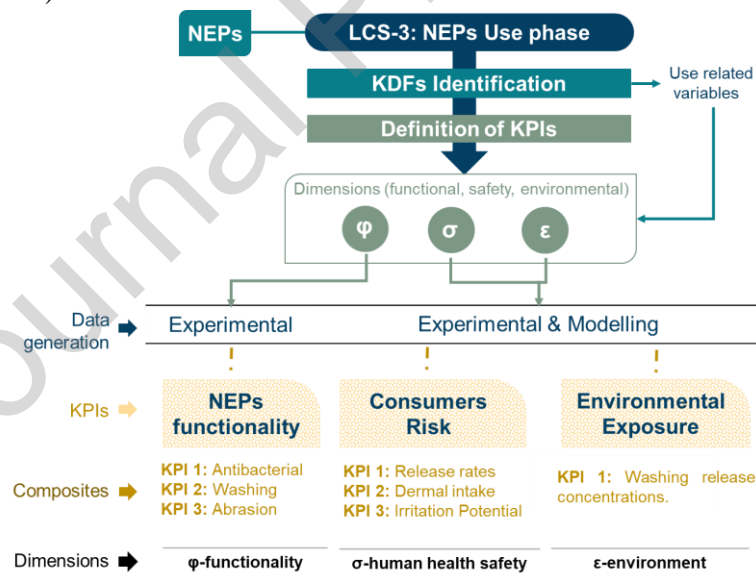 )
NEPs
LCS-3: NEPs Use phase
KDFs Identification
Use related
variables
Definition of KPIs
Dimensions (functional, safety, environmental)
φ σ ε
Data
generation
Experimental
Experimental & Modelling
KPIs
NEPs
functionality
Consumers
Risk
Environmental
Exposure
Composites
KPI 1: Antibacterial
KPI 2: Washing
KPI 3: Abrasion
KPI 1: Release rates
KPI 2: Dermal intake
KPI 3: Irritation Potential
KPI 1: Washing release
concentrations.
Dimensions
φ-functionality
σ-human health safety
ε-environment
Journal P